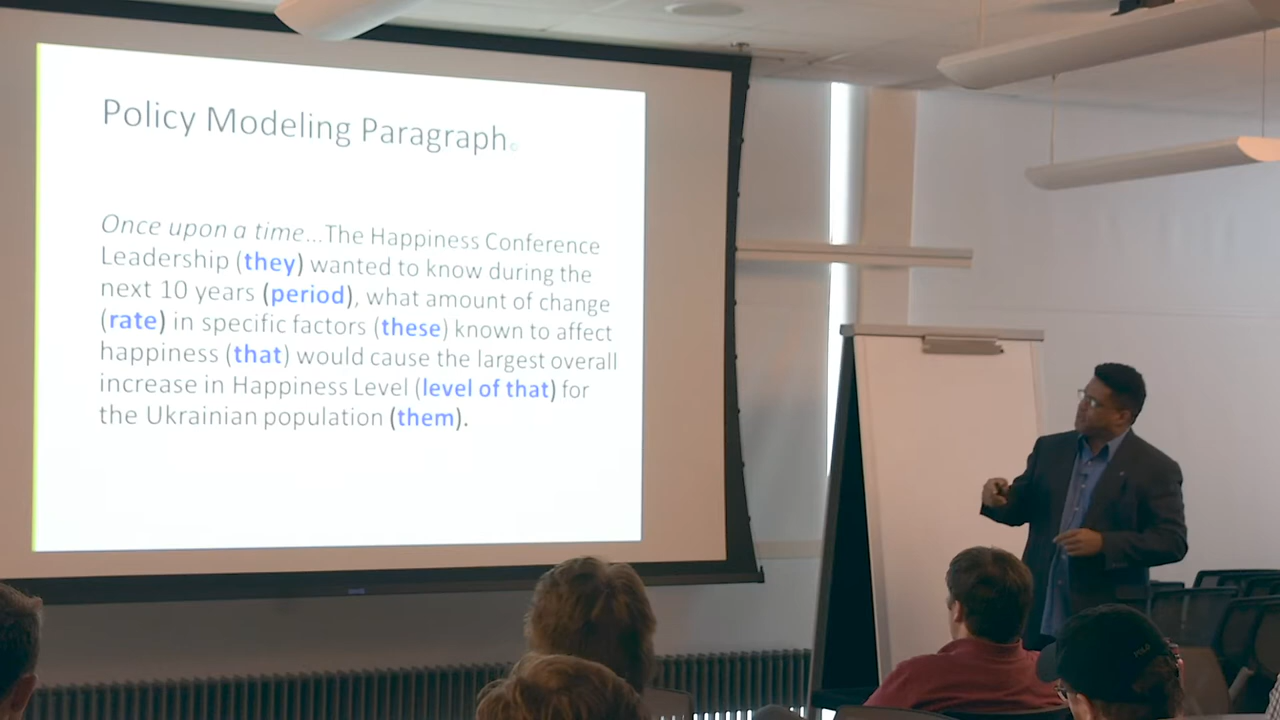 Policy Modeling Paragraph©
Once upon a time...The Happiness Conference
Leadership (they) wanted to know during the
next 10 years (period), what amount of change
(rate) in specific factors (these) known to affect
happiness (that) would cause the largest overall
increase in Happiness Level (level of that) for
the Ukrainian population (them).